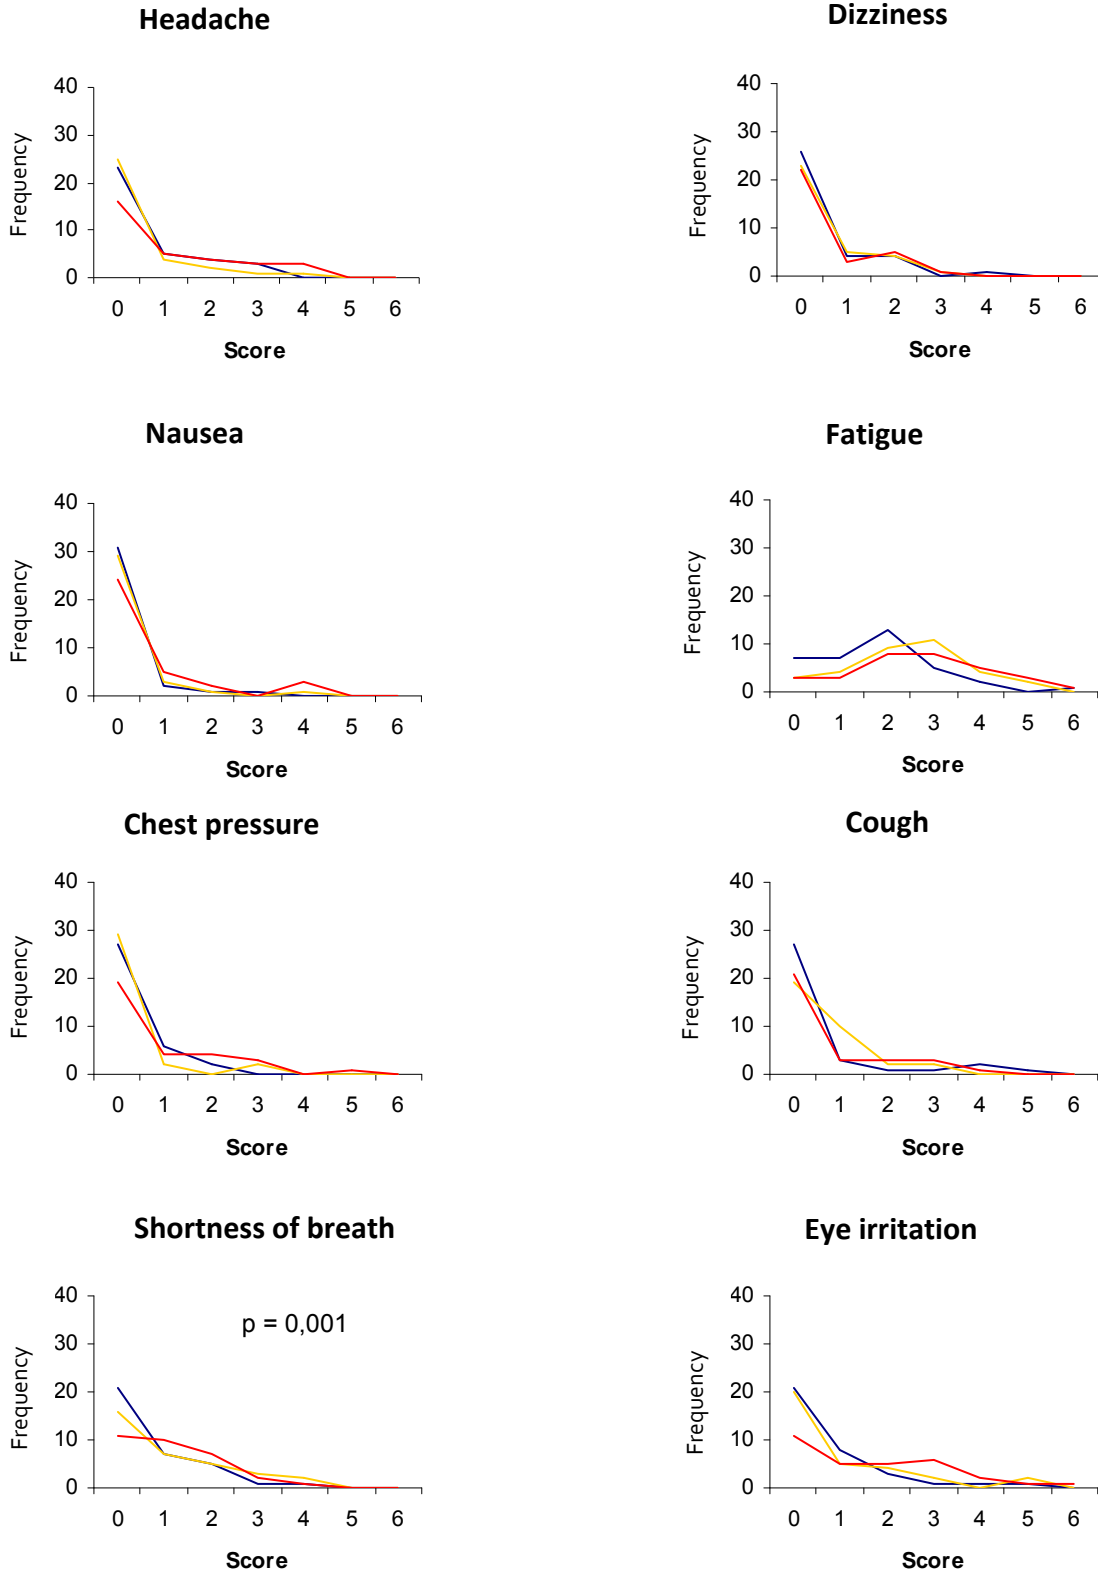 Headache
40
30
20
10
0
Frequency
0 1 2 3 4 5 6
Score
Dizziness
40
30
20
10
0
Frequency
0 1 2 3 4 5 6
Score
Nausea
40
30
20
10
0
Frequency
0 1 2 3 4 5 6
Score
Fatigue
40
30
20
10
0
Frequency
0 1 2 3 4 5 6
Score
Chest pressure
40
30
20
10
0
Frequency
0 1 2 3 4 5 6
Score
Cough
40
30
20
10
0
Frequency
0 1 2 3 4 5 6
Score
Shortness of breath
40
p = 0,001
30
20
10
0
Frequency
0 1 2 3 4 5 6
Score
Eye irritation
40
30
20
10
0
Frequency
0 1 2 3 4 5 6
Score